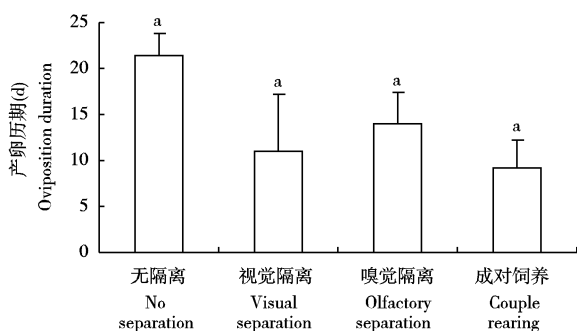 产卵历期(d)
Oviposition duration
25
20
15
10
5
0
a
a
a
a
无隔离
No
separation
视觉隔离
Visual
separation
嗅觉隔离
Olfactory
separation
成对饲养
Couple
rearing